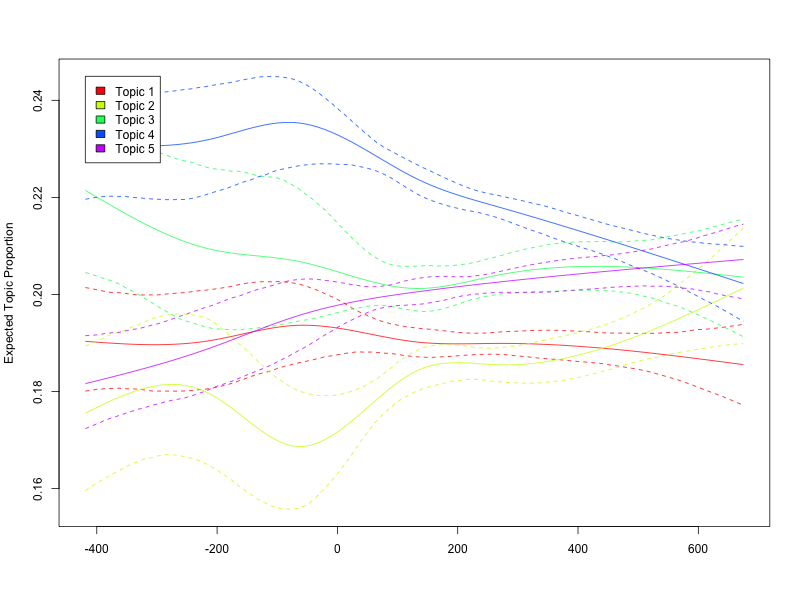 Topic 1
Topic 2
Topic 3
Topic 4
Topic 5
Expected Topic Proportion
0.24
0.22
0.20
0.18
0.16
-400 -200 0 200 400 600